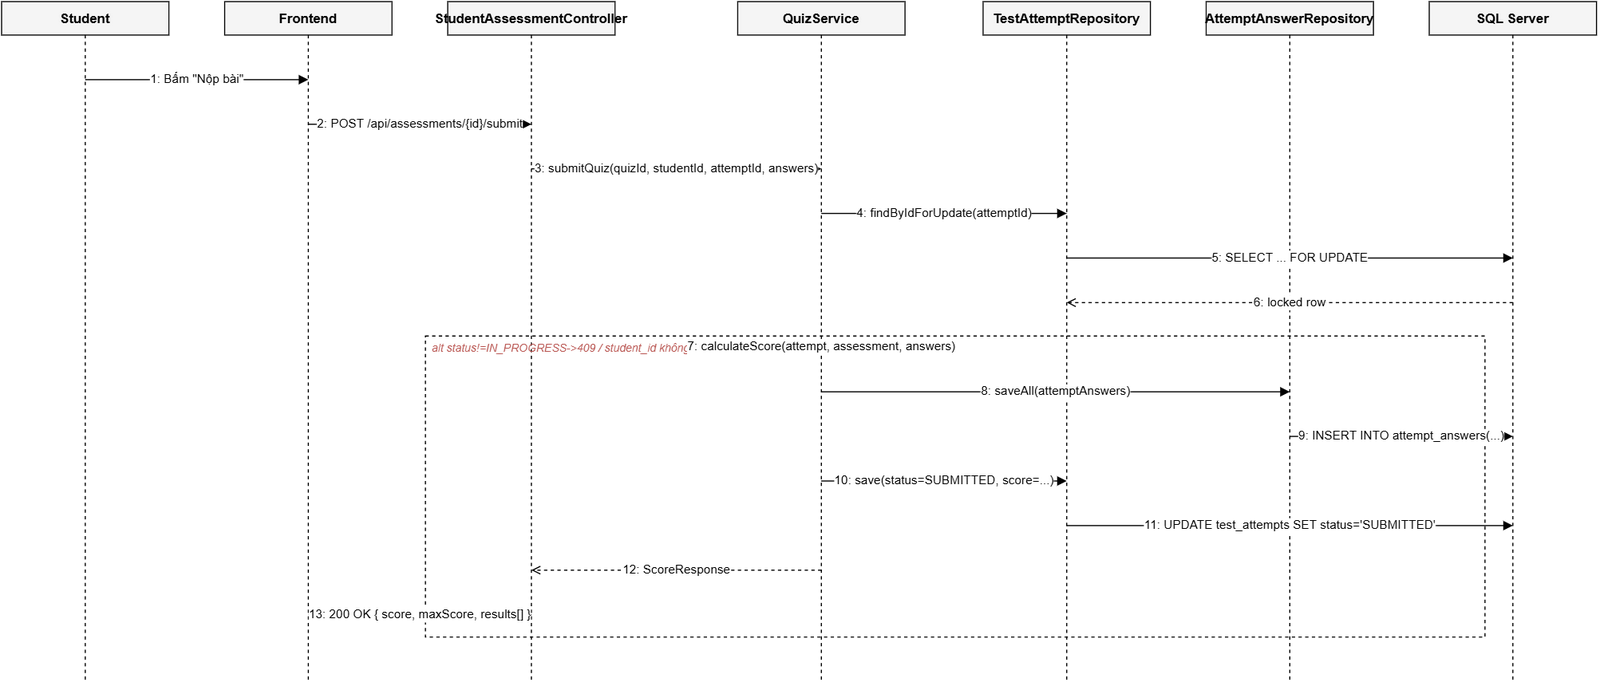 Student
Frontend
StudentAssessmentController
QuizService
TestAttemptRepository
AttemptAnswerRepository
SQL Server
1: Bấm "Nộp bài"
2: POST /api/assessments/{id}/submit
3: submitQuiz(quizId, studentId, attemptId, answers)
4: findByIdForUpdate(attemptId)
5: SELECT ... FOR UPDATE
6: locked row
alt status!=IN_PROGRESS->409 / student_id không
7: calculateScore(attempt, assessment, answers)
8: saveAll(attemptAnswers)
9: INSERT INTO attempt_answers(...)
10: save(status=SUBMITTED, score=...)
11: UPDATE test_attempts SET status='SUBMITTED'
12: ScoreResponse
13: 200 OK { score, maxScore, results[] }